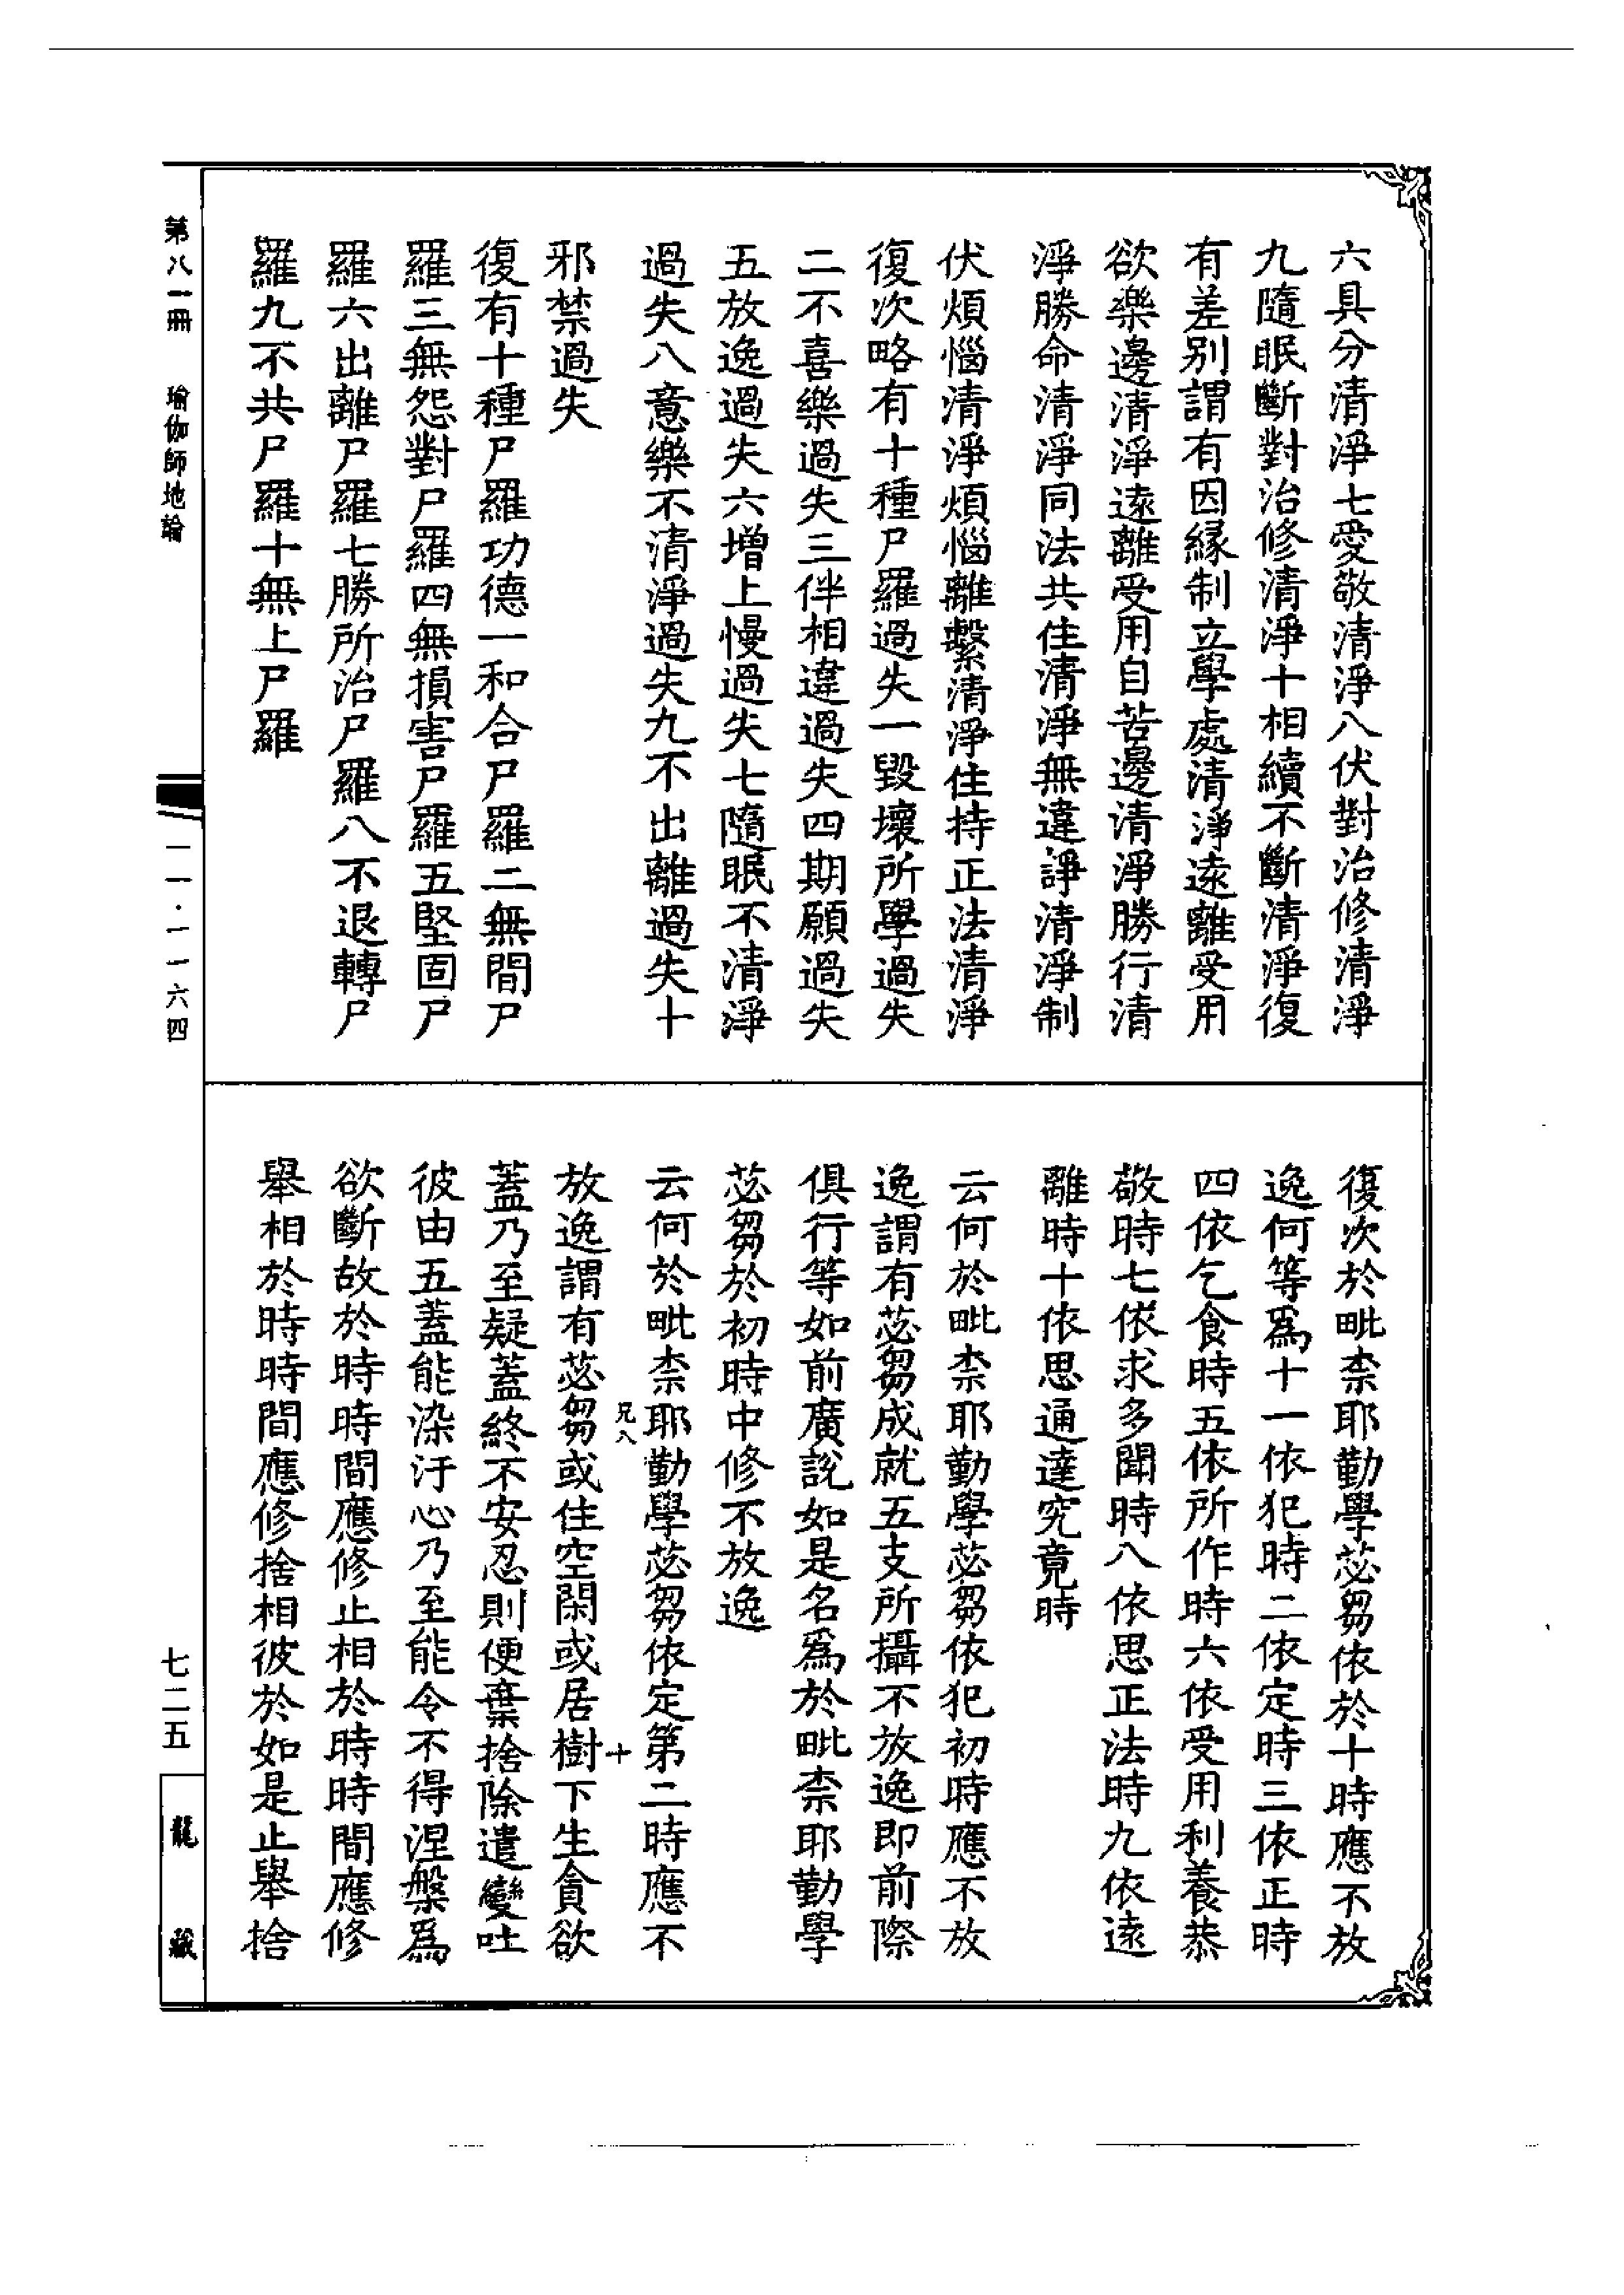 六具分清淨七受敬清淨八伏對治修清淨
九隨眠斷對治修清淨十相續不斷清淨復
有差別謂有因緣制立學處清淨遠離受用
欲樂邊清淨遠離受用自苦邊清淨勝行清
淨勝命清淨同法共住清淨無違諍清淨制
伏煩惱清淨煩惱離繫清淨住持正法清淨
復次略有十種尸羅過失一毀壞所學過失
二不喜樂過失三伴相違過失四期願過失
五放逸過失六增上慢過失七隨眠不清淨
過失八意樂不清淨過失九不出離過失十
邪禁過失
復有十種尸羅功德一和合尸羅二無間尸
羅三無怨對尸羅四無損害尸羅五堅固尸
羅六出離尸羅七勝所治尸羅八不退轉尸
羅九不共尸羅十無上尸羅
復次於毗柰耶勤學苾芻依於十時應不放
逸何等爲十一依犯時二依定時三依正時
四依乞食時五依所作時六依受用利養恭
敬時七依求多聞時八依思正法時九依遠
離時十依思通達究竟時
云何於毗柰耶勤學苾芻依犯初時應不放
逸謂有苾芻成就五支所攝不放逸即前際
俱行等如前廣說如是名爲於毗柰耶勤學
苾芻於初時中修不放逸
云何於毗柰耶勤學苾芻依定第二時應不
兄八
十
放逸謂有苾芻或住空閑或居樹下生貪欲
蓋乃至疑蓋終不安忍則便棄捨除遣變吐
彼由五蓋能染汙心乃至能令不得涅槃爲
欲斷故於時時間應修止相於時時間應修
舉相於時時間應修捨相彼於如是止舉捨
第八一冊 瑜伽師地論
一一·一一六四
七二五
龍藏